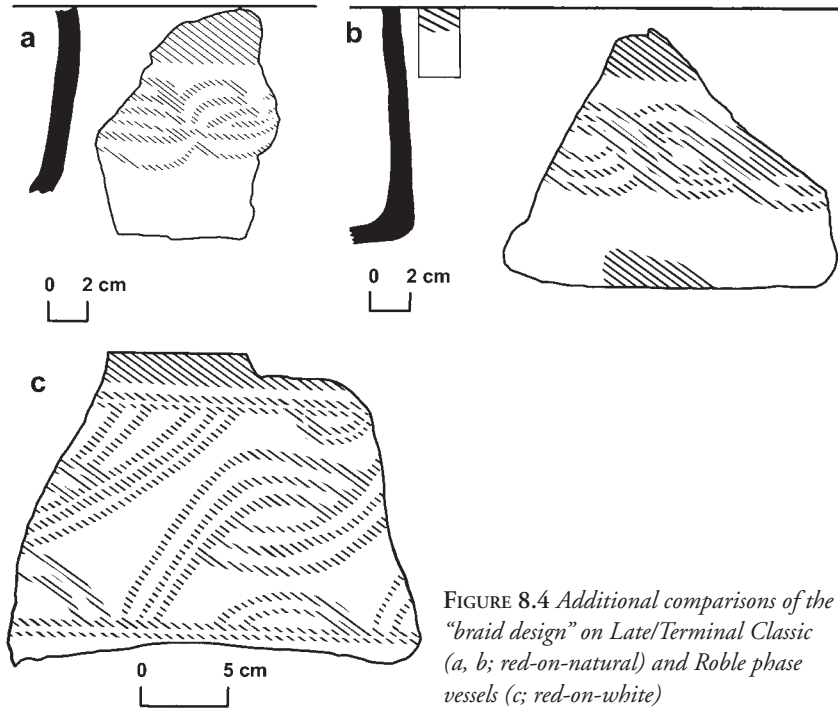 a
b
0 2 cm
0 2 cm
c
0 5 cm
FIGURE 8.4 Additional comparisons of the
“braid design” on Late/Terminal Classic
(a, b; red-on-natural) and Roble phase
vessels (c; red-on-white)